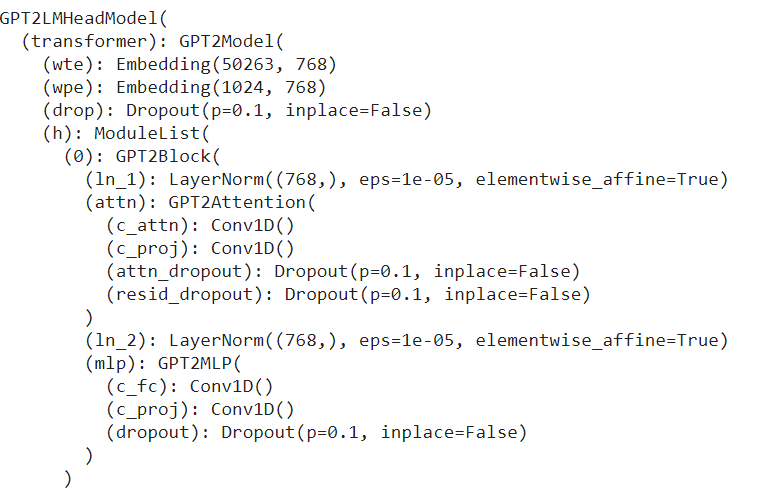 GPT2LMHeadModel(
  (transformer): GPT2Model(
    (wte): Embedding(50263, 768)
    (wpe): Embedding(1024, 768)
    (drop): Dropout(p=0.1, inplace=False)
    (h): ModuleList(
      (0): GPT2Block(
        (ln_1): LayerNorm((768,), eps=1e-05, elementwise_affine=True)
        (attn): GPT2Attention(
          (c_attn): Conv1D()
          (c_proj): Conv1D()
          (attn_dropout): Dropout(p=0.1, inplace=False)
          (resid_dropout): Dropout(p=0.1, inplace=False)
        )
        (ln_2): LayerNorm((768,), eps=1e-05, elementwise_affine=True)
        (mlp): GPT2MLP(
          (c_fc): Conv1D()
          (c_proj): Conv1D()
          (dropout): Dropout(p=0.1, inplace=False)
        )
      )